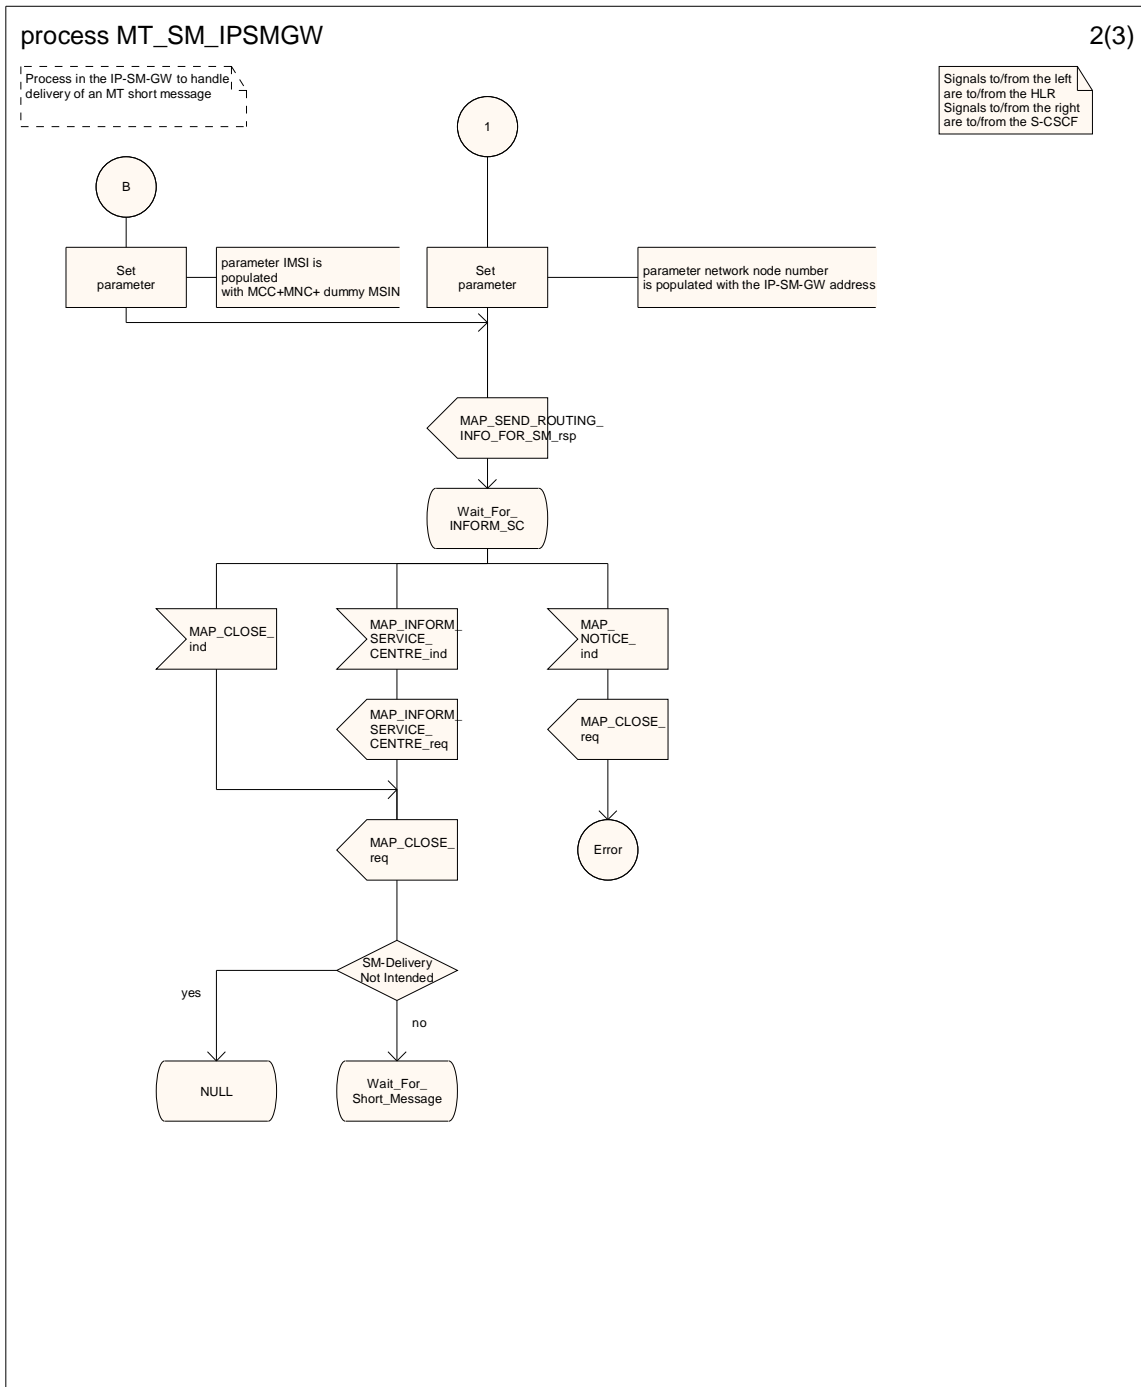 process MT_SM_IPSMGW
2(3)
Process in the IP-SM-GW to handle
delivery of an MT short message
Signals to/from the left
are to/from the HLR
Signals to/from the right
are to/from the S-CSCF
1
B
Set
parameter
parameter IMSI is
populated
with MCC+MNC+ dummy MSIN
Set
parameter
parameter network node number
is populated with the IP-SM-GW address
MAP_SEND_ROUTING_
INFO_FOR_SM_rsp
Wait_For_
INFORM_SC
MAP_CLOSE_
ind
MAP_INFORM_
SERVICE_
CENTRE_ind
MAP_
NOTICE_
ind
MAP_INFORM_
SERVICE_
CENTRE_req
MAP_CLOSE_
req
MAP_CLOSE_
req
Error
SM-Delivery
Not Intended
yes
no
NULL
Wait_For_
Short_Message